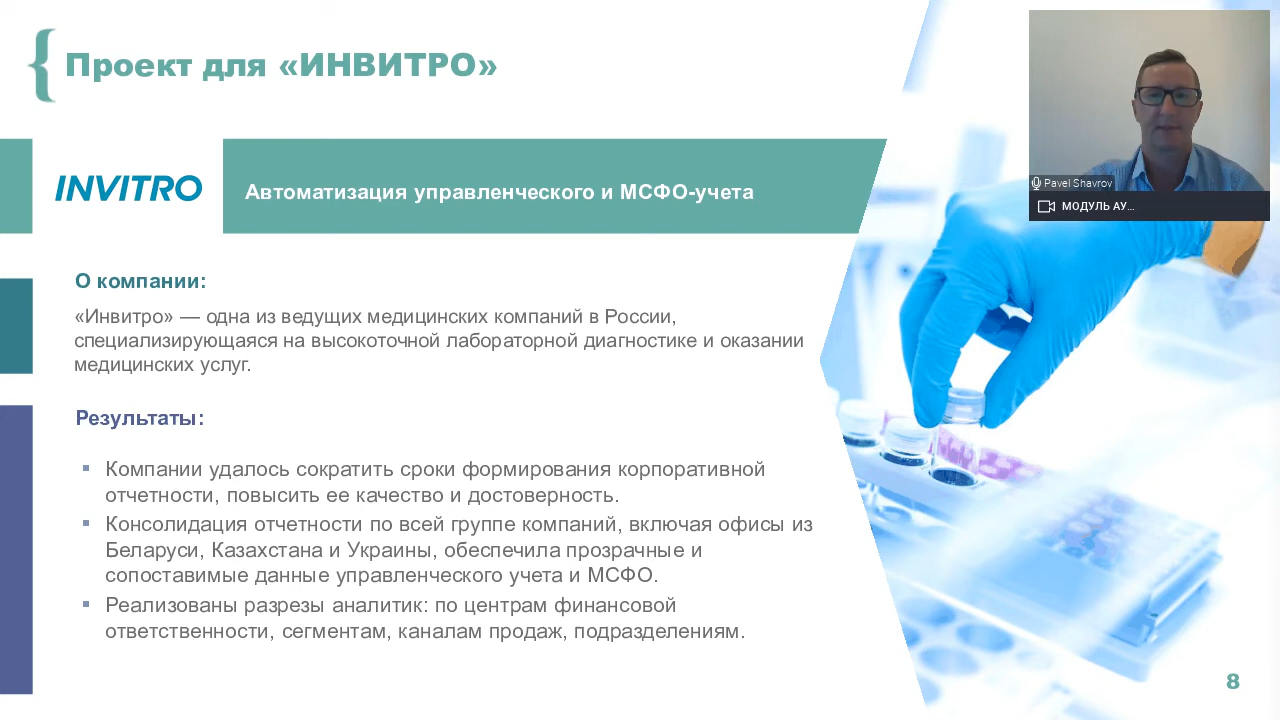 Проект для «ИНВИТРО»
INVITRO
Автоматизация управленческого и МСФО-учета
Pavel Shavrov
МОДУЛЬ АУ...
О компании:
«Инвитро» — одна из ведущих медицинских компаний в России,
специализирующаяся на высокоточной лабораторной диагностике и оказании
медицинских услуг.
Результаты:
▪ Компании удалось сократить сроки формирования корпоративной
отчетности, повысить ее качество и достоверность.
▪ Консолидация отчетности по всей группе компаний, включая офисы из
Беларуси, Казахстана и Украины, обеспечила прозрачные и
сопоставимые данные управленческого учета и МСФО.
▪ Реализованы разрезы аналитик: по центрам финансовой
ответственности, сегментам, каналам продаж, подразделениям.
8